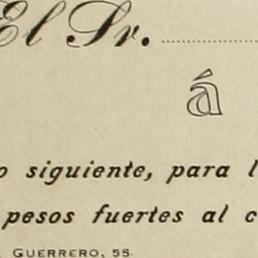 El Sr.
á
o siguiente, para l
pesos fuertes al c
GUERRERO, 55.